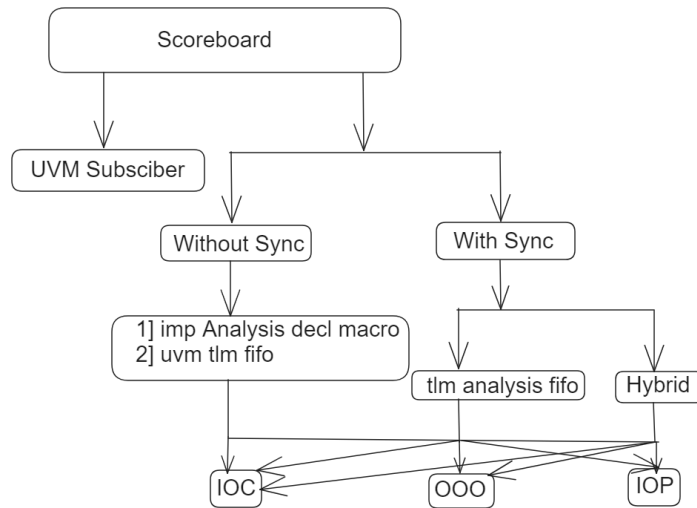 Scoreboard
UVM Subsciber
Without Sync
With Sync
1] imp Analysis decl macro
2] uvm tlm fifo
tlm analysis fifo
Hybrid
IOC
OOO
IOP